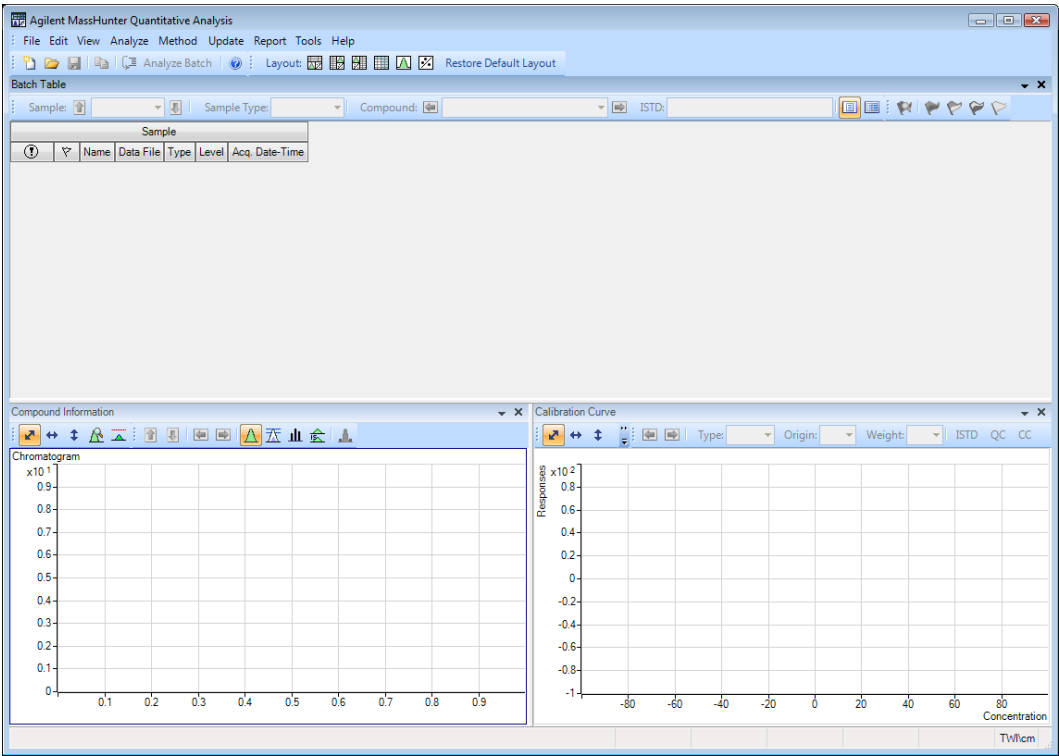 Agilent MassHunter Quantitative Analysis
File Edit View Analyze Method Update Report Tools Help
Analyze Batch Layout: Restore Default Layout
Batch Table
Sample: Sample Type: Compound: ISTD:
Sample
Name Data File Type Level Acq. Date-Time
Compound Information
Chromatogram
x10 1
0.9
0.8
0.7
0.6
0.5
0.4
0.3
0.2
0.1
0
0.1 0.2 0.3 0.4 0.5 0.6 0.7 0.8 0.9
Calibration Curve
Type: Origin: Weight: ISTD QC CC
Responses
x10 2
0.8
0.6
0.4
0.2
0
-0.2
-0.4
-0.6
-0.8
-1
-80 -60 -40 -20 0 20 40 60 80
Concentration
TWI\cm